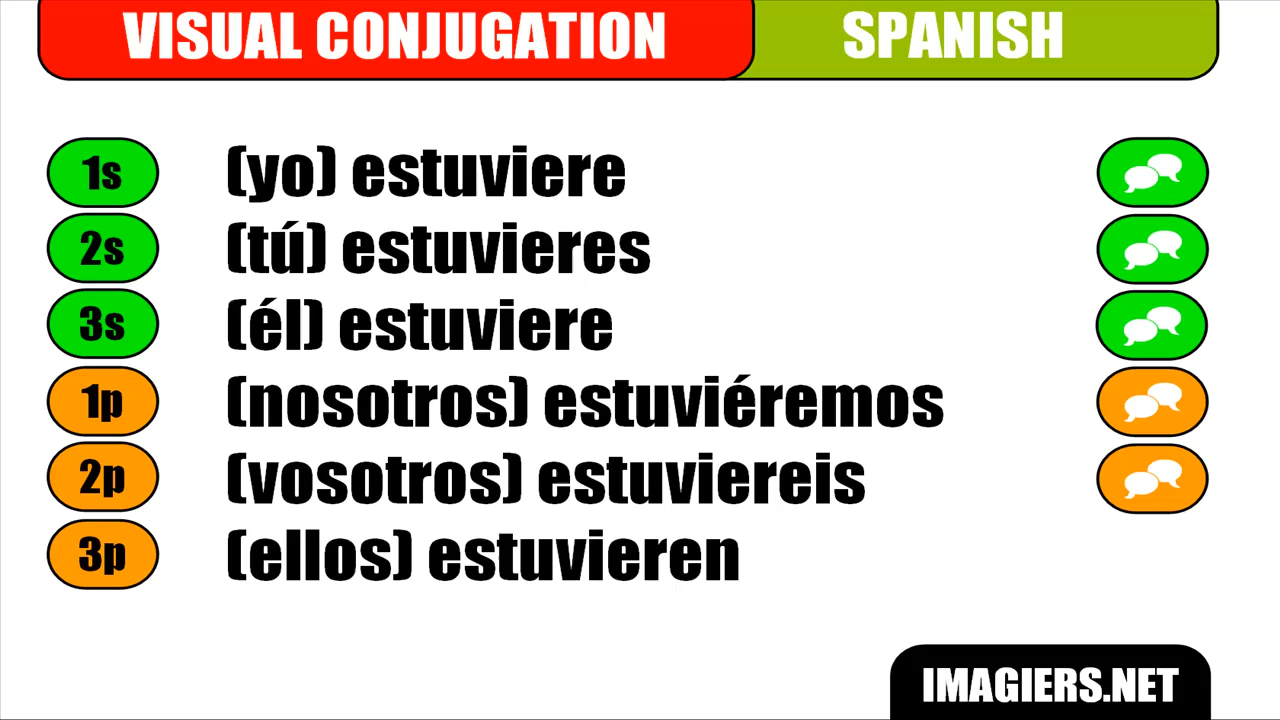 VISUAL CONJUGATION SPANISH
1s (yo) estuviere
2s (tú) estuvieres
3s (él) estuviere
1p (nosotros) estuviéremos
2p (vosotros) estuviereis
3p (ellos) estuvieren
IMAGIERS.NET